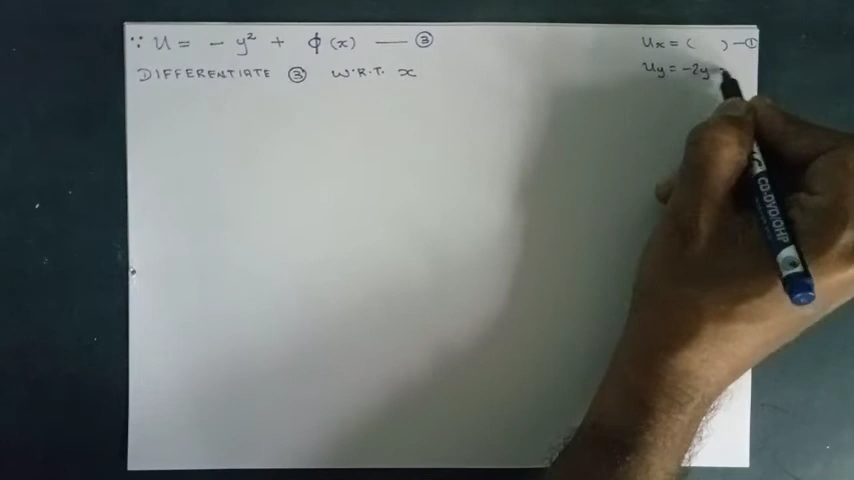 ∵ U = - y² + ϕ (x) —— ③
DIFFERENTIATE ③ W.R.T. x
Ux = ( ) —①
Uy = -2y -
CD-DVD/OHP